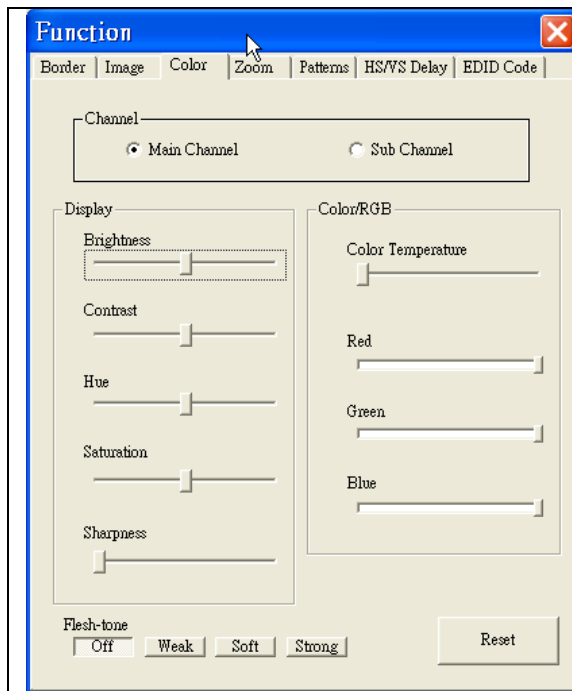 Function
Border Image Color Zoom Patterns HS/VS Delay EDID Code
Channel
Main Channel Sub Channel
Display
Brightness
Contrast
Hue
Saturation
Sharpness
Color/RGB
Color Temperature
Red
Green
Blue
Flesh-tone
Off Weak Soft Strong
Reset